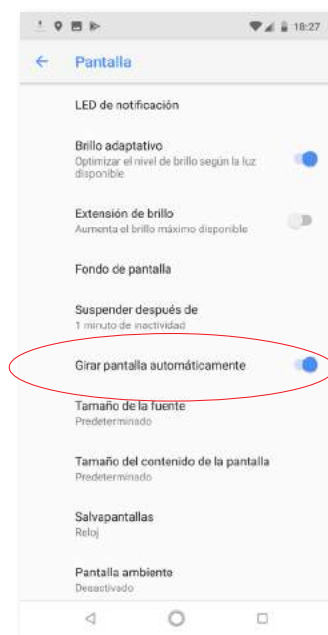 18:27
Pantalla
LED de notificación
Brillo adaptativo
Optimizar el nivel de brillo según la luz
disponible
Extensión de brillo
Aumenta el brillo máximo disponible
Fondo de pantalla
Suspender después de
1 minuto de inactividad
Girar pantalla automáticamente
Tamaño de la fuente
Predeterminado
Tamaño del contenido de la pantalla
Predeterminado
Salvapantallas
Reloj
Pantalla ambiente
Desactivado